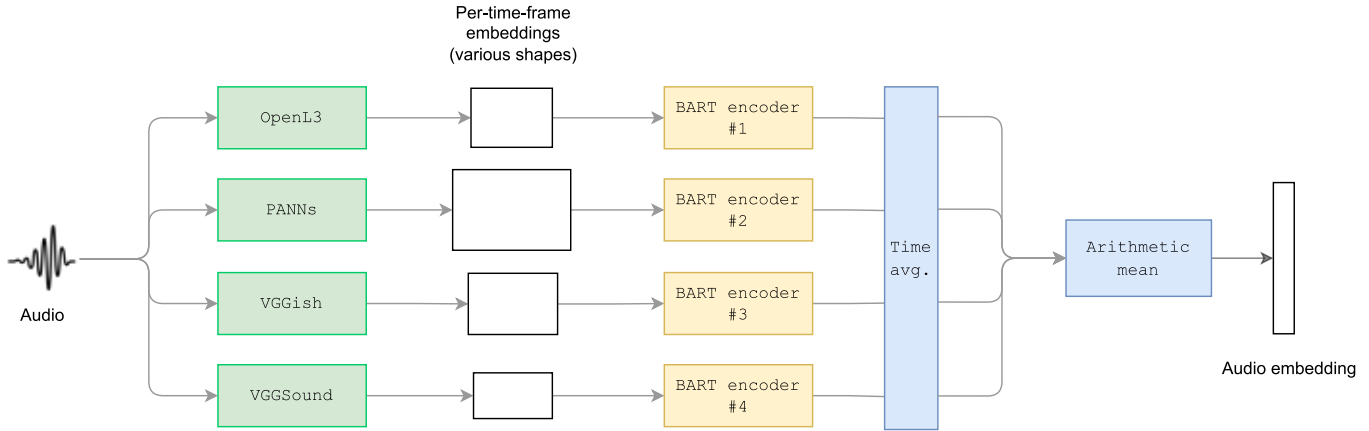 Per-time-frame
embeddings
(various shapes)
OpenL3
BART encoder
#1
PANNs
BART encoder
#2
Time
avg.
Arithmetic
mean
Audio
VGGish
BART encoder
#3
Audio embedding
VGGSound
BART encoder
#4